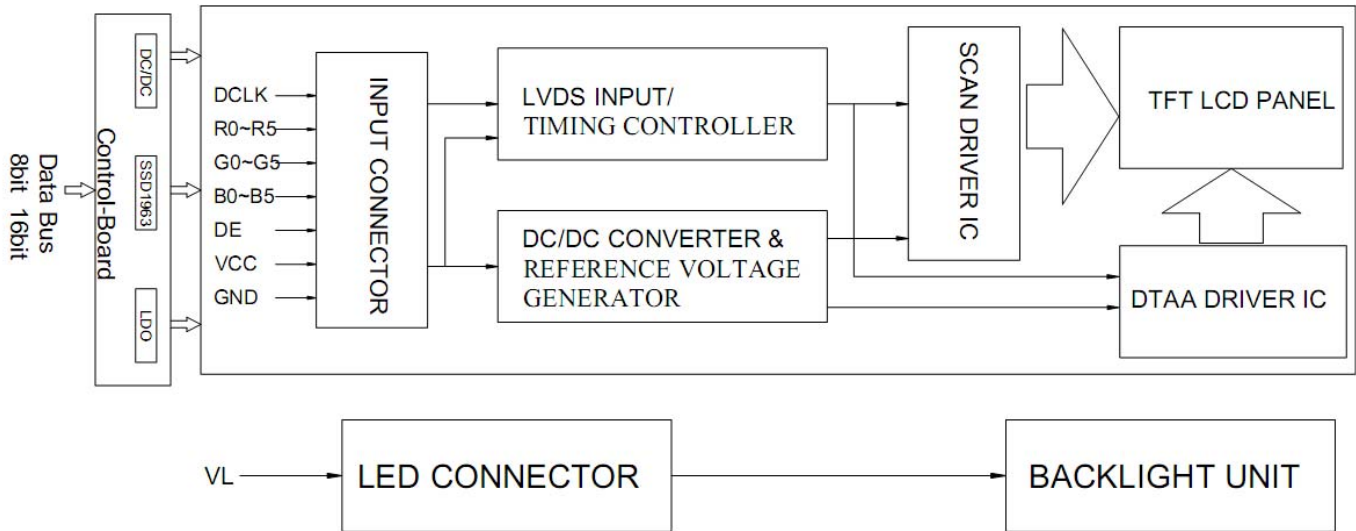 Data Bus
8bit 16bit
Control-Board
DC/DC
SSD1963
LDO
DCLK
R0~R5
G0~G5
B0~B5
DE
VCC
GND
INPUT CONNECTOR
LVDS INPUT/
TIMING CONTROLLER
DC/DC CONVERTER &
REFERENCE VOLTAGE
GENERATOR
SCAN DRIVER IC
TFT LCD PANEL
DTAA DRIVER IC
VL
LED CONNECTOR
BACKLIGHT UNIT